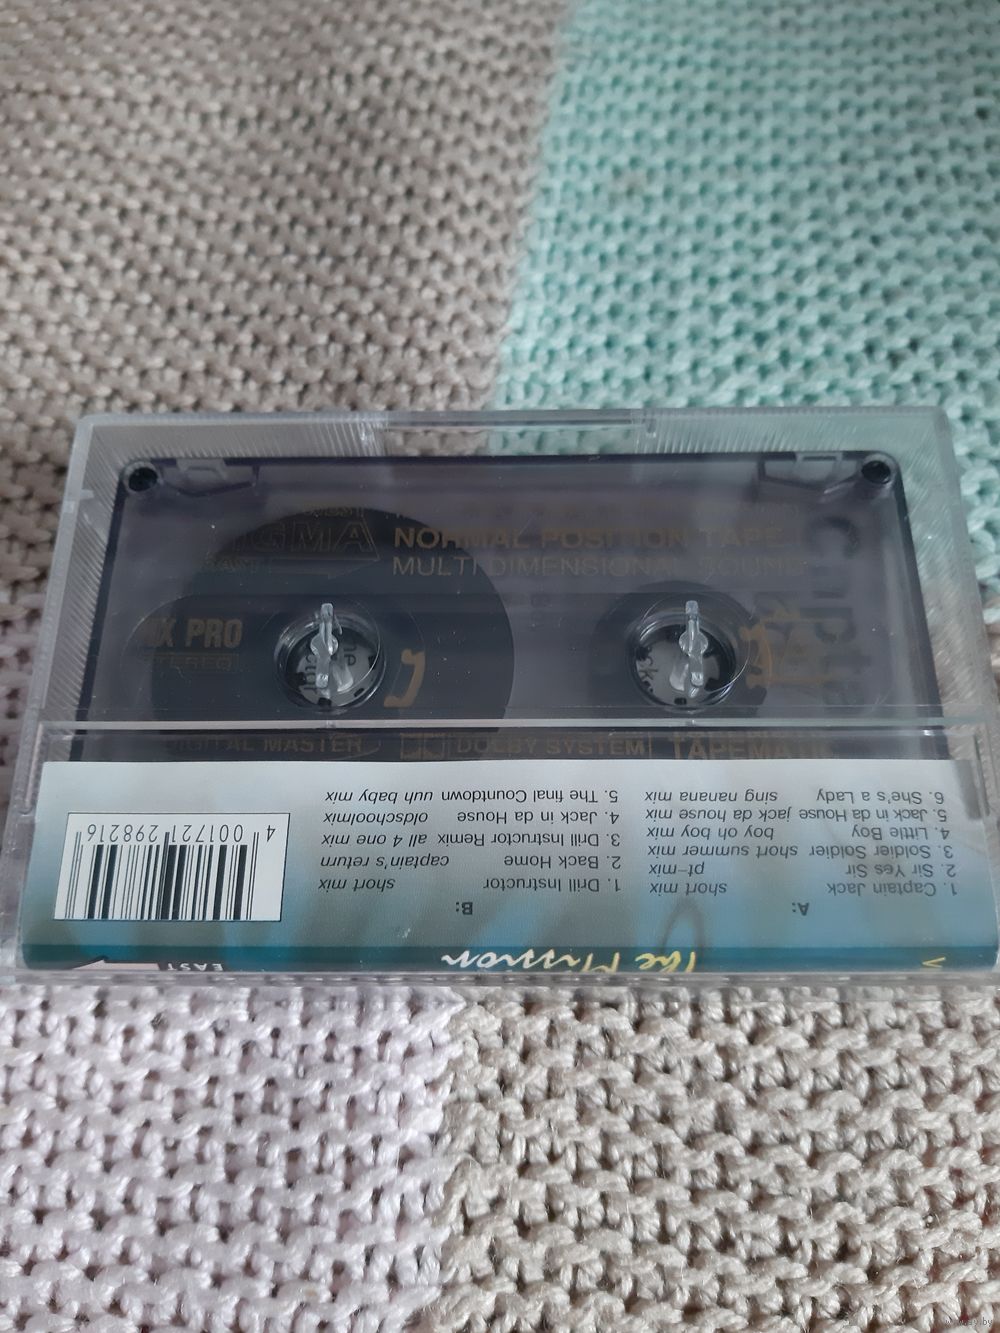 NORMAL POSITION TAPE
MULTI DIMENSIONAL SOUND
PRO
DIGITAL MASTER
DOLBY SYSTEM
The Mission
EAST
A:
1. Captain Jack short mix
2. Sir Yes Sir pt-mix
3. Soldier Soldier short summer mix
4. Little Boy boy oh boy mix
5. Jack in da House jack da house mix
6. She's a Lady sing nanana mix
B:
1. Drill Instructor short mix
2. Back Home captain's return
3. Drill Instructor Remix all 4 one mix
4. Jack in da House oldschoolmix
5. The final Countdown uuh baby mix
4 001721 298216